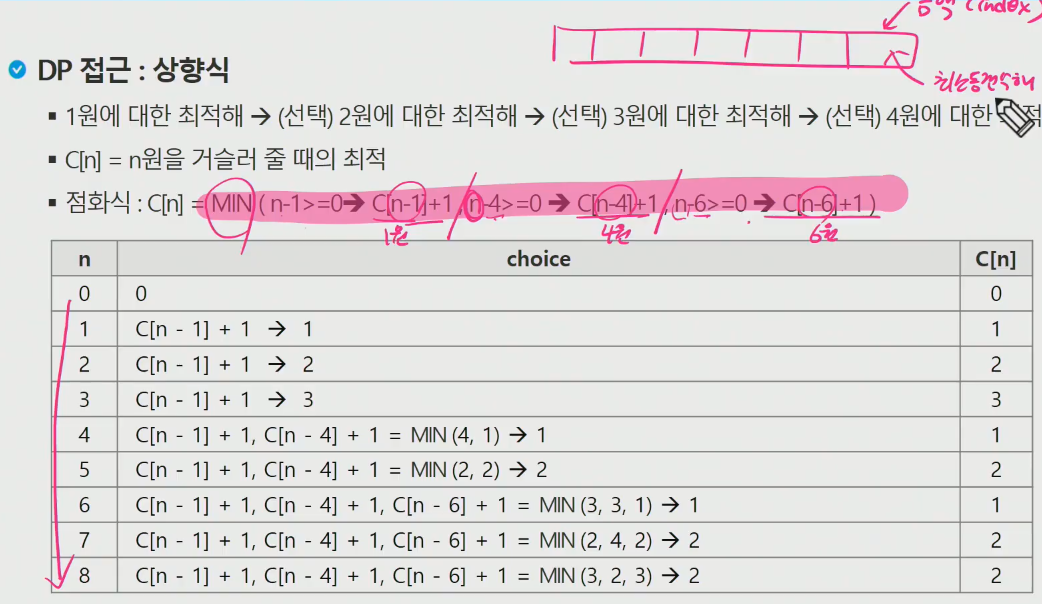 금액 (index)
DP 접근 : 상향식
최소동전수해
▪ 1원에 대한 최적해 → (선택) 2원에 대한 최적해 → (선택) 3원에 대한 최적해 → (선택) 4원에 대한
▪ C[n] = n원을 거슬러 줄 때의 최적
▪ 점화식 : C[n] = MIN ( n-1>=0➔ C[n-1]+1 , n-4>=0 ➔ C[n-4]+1 , n-6>=0 ➔ C[n-6]+1 )
1원 4원 6원
n choice C[n]
0 0 0
1 C[n - 1] + 1 → 1 1
2 C[n - 1] + 1 → 2 2
3 C[n - 1] + 1 → 3 3
4 C[n - 1] + 1, C[n - 4] + 1 = MIN (4, 1) → 1 1
5 C[n - 1] + 1, C[n - 4] + 1 = MIN (2, 2) → 2 2
6 C[n - 1] + 1, C[n - 4] + 1, C[n - 6] + 1 = MIN (3, 3, 1) → 1 1
7 C[n - 1] + 1, C[n - 4] + 1, C[n - 6] + 1 = MIN (2, 4, 2) → 2 2
8 C[n - 1] + 1, C[n - 4] + 1, C[n - 6] + 1 = MIN (3, 2, 3) → 2 2